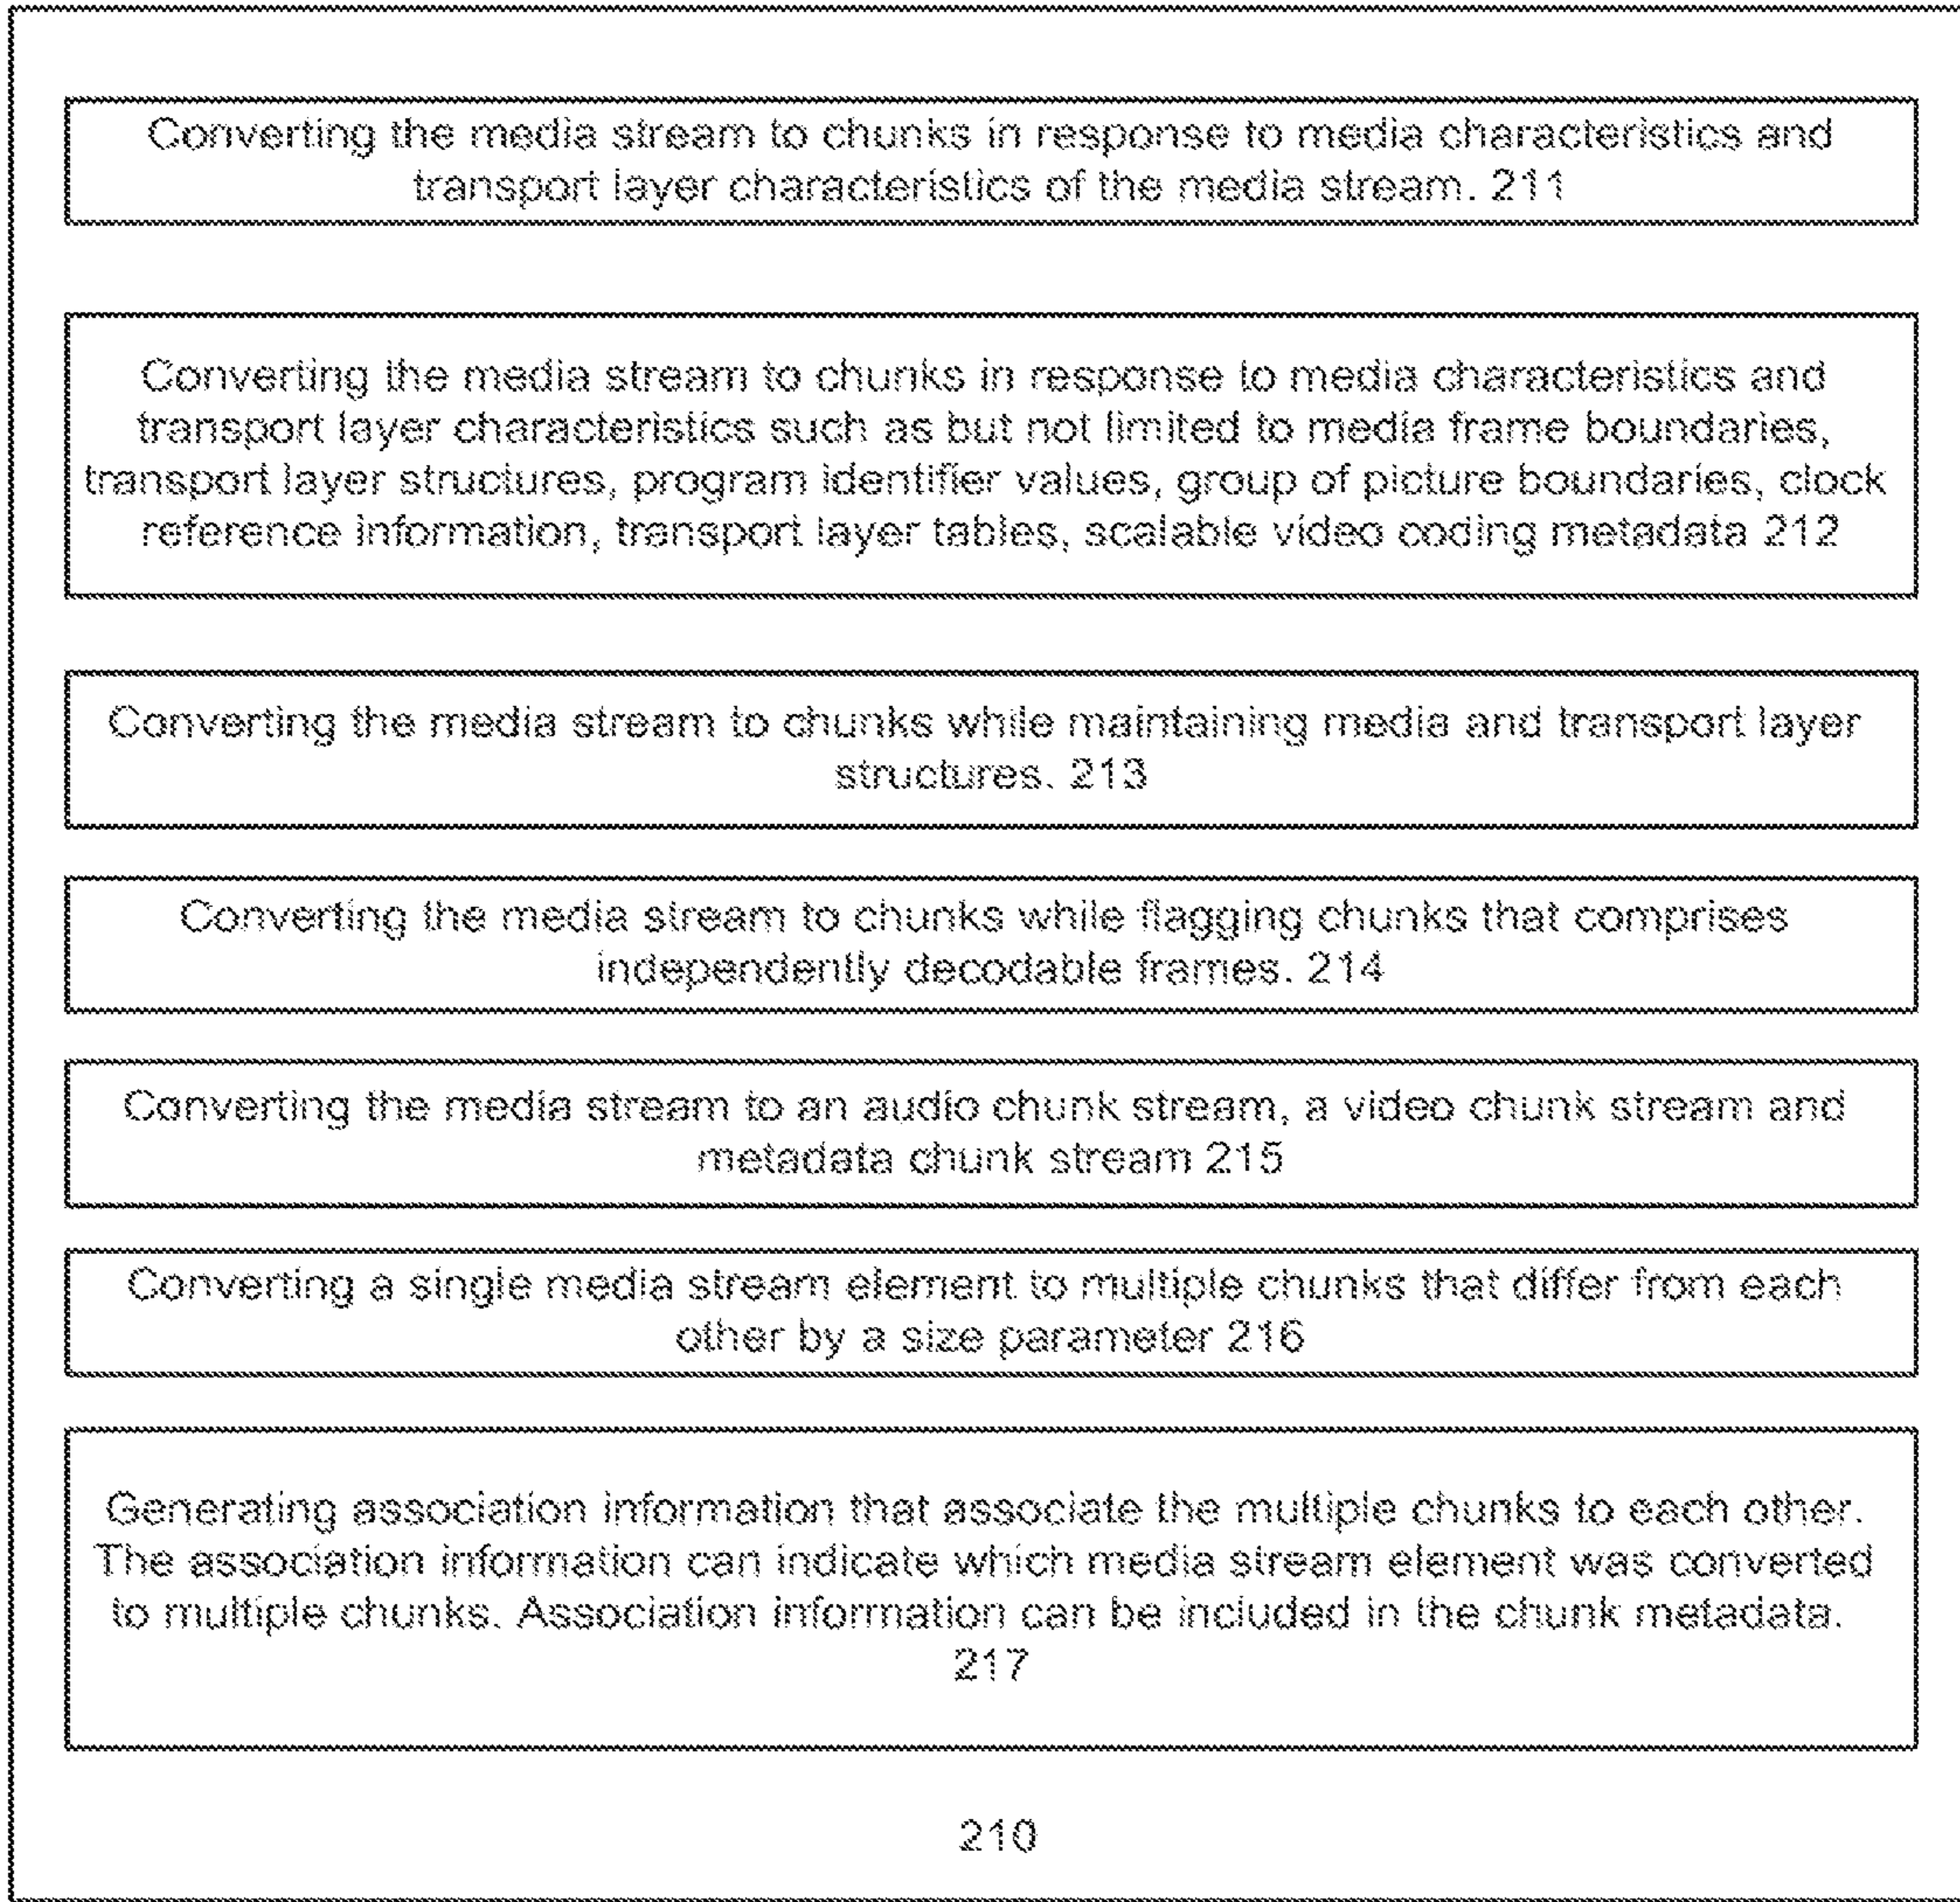 Converting the media stream to chunks in response to media characteristics and
transport layer characteristics of the media stream. 211
Converting the media stream to chunks in response to media characteristics and
transport layer characteristics such as but not limited to media frame boundaries,
transport layer structures, program identifier values, group of picture boundaries, clock
reference information, transport layer tables, scalable video coding metadata 212
Converting the media stream to chunks while maintaining media and transport layer
structures. 213
Converting the media stream to chunks while flagging chunks that comprises
independently decodable frames. 214
Converting the media stream to an audio chunk stream, a video chunk stream and
metadata chunk stream 215
Converting a single media stream element to multiple chunks that differ from each
other by a size parameter 216
Generating association information that associate the multiple chunks to each other.
The association information can indicate which media stream element was converted
to multiple chunks. Association information can be included in the chunk metadata.
217
210